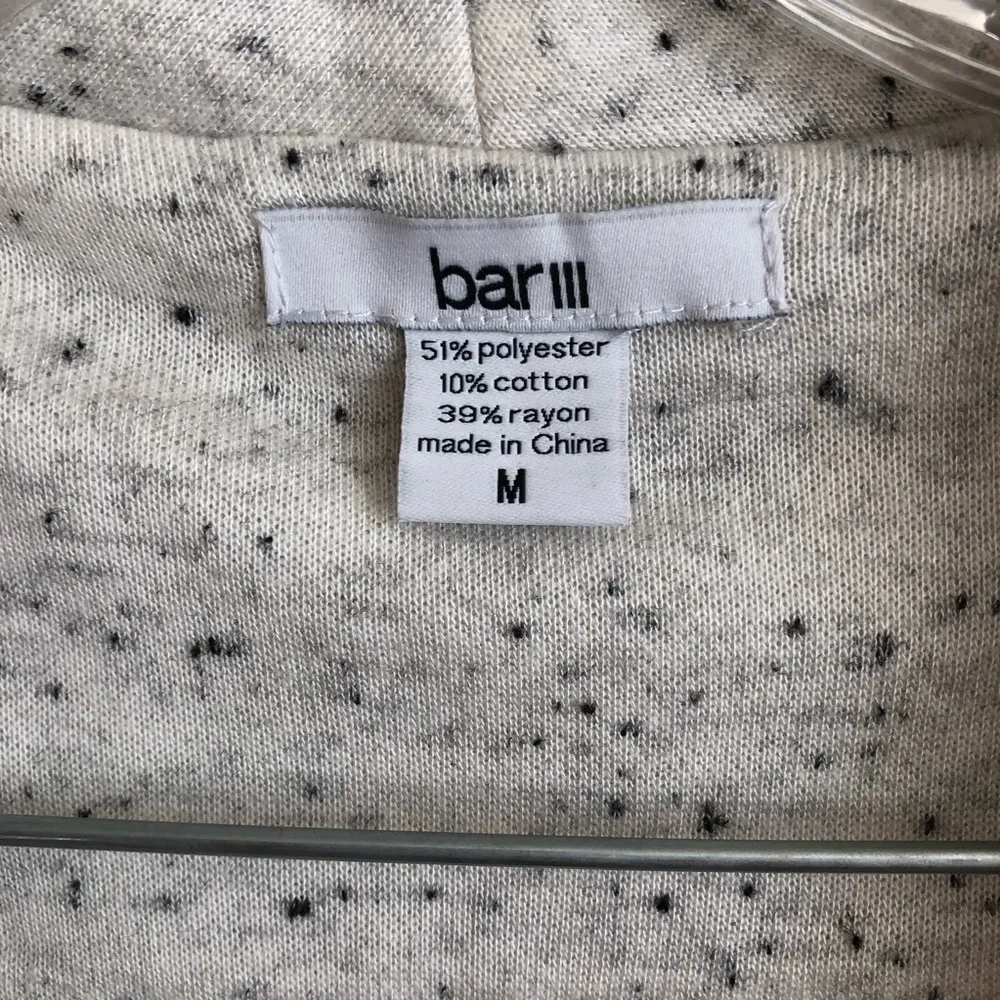 bar III
51% polyester
10% cotton
39% rayon
made in China
M